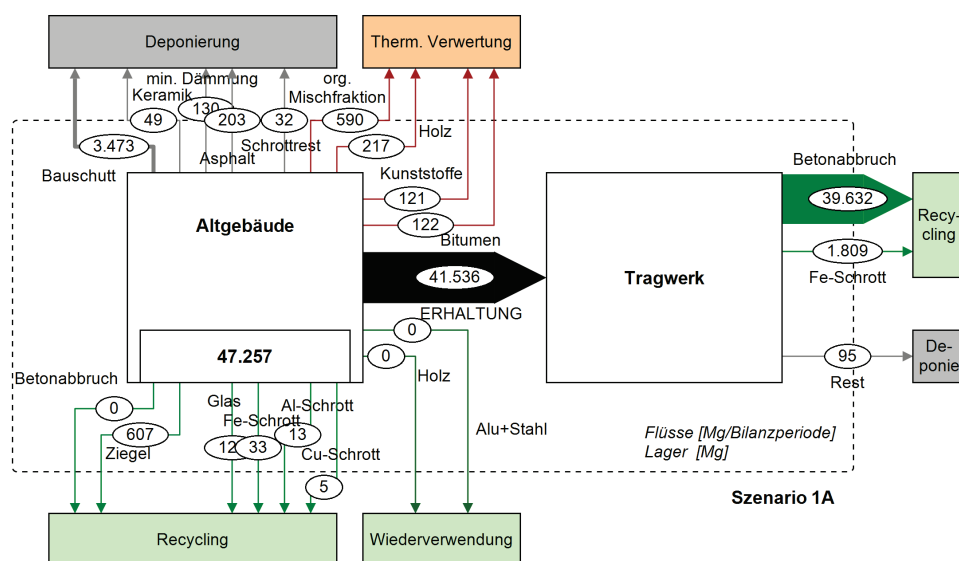 Deponierung
Therm. Verwertung
min. Dämmung
org.
Keramik
Mischfraktion
49
130
203
32
590
Holz
217
3.473
Schrottrest
Asphalt
Bauschutt
Kunststoffe
Betonabbruch
121
39.632
Altgebäude
122
Recy-
cling
Bitumen
1.809
41.536
Tragwerk
Fe-Schrott
ERHALTUNG
0
De-
ponie
47.257
0
95
Betonabbruch
Holz
Rest
Glas
Al-Schrott
0
Fe-Schrott
607
13
Alu+Stahl
Flüsse [Mg/Bilanzperiode]
Ziegel
12
33
Cu-Schrott
Lager [Mg]
5
Szenario 1A
Recycling
Wiederverwendung